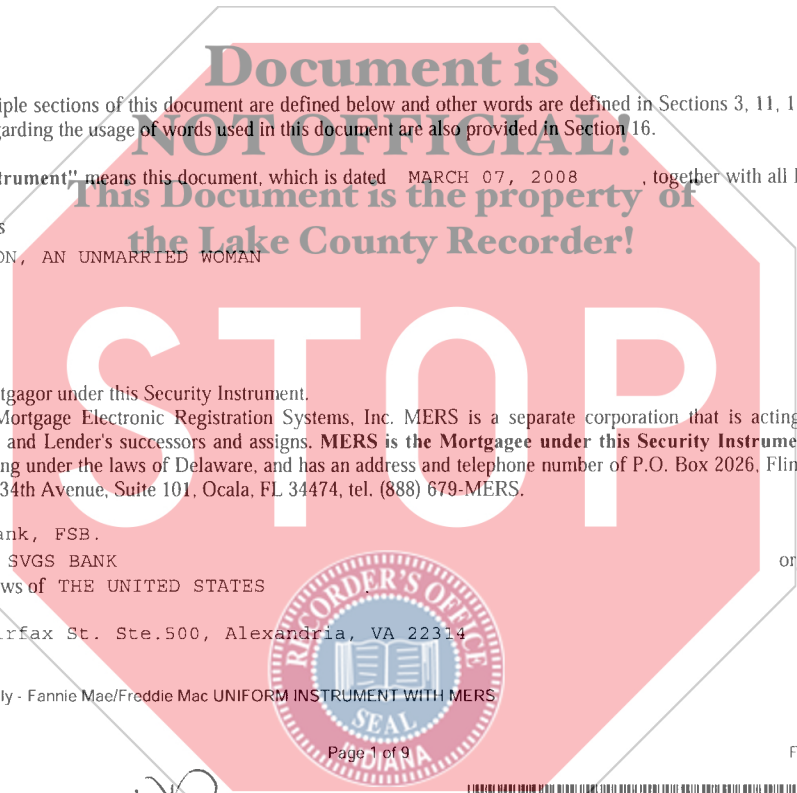 Document is
iple sections of this document are defined below and other words are defined in Sections 3, 11, 1
garding the usage of words used in this document are also provided in Section 16.
NOT OFFICIAL!
trument" means this document, which is dated MARCH 07, 2008 , together with all
This Document is the property of
s
the Lake County Recorder!
ON, AN UNMARRIED WOMAN
STOP
tgagor under this Security Instrument.
Mortgage Electronic Registration Systems, Inc. MERS is a separate corporation that is acting
and Lender's successors and assigns. MERS is the Mortgagee under this Security Instrume
ng under the laws of Delaware, and has an address and telephone number of P.O. Box 2026, Flin
34th Avenue, Suite 101, Ocala, FL 34474, tel. (888) 679-MERS.
ank, FSB.
SVGS BANK or
ws of THE UNITED STATES .
irfax St. Ste.500, Alexandria, VA 22314
RECORDER'S OFFICE
ly - Fannie Mae/Freddie Mac UNIFORM INSTRUMENT WITH MERS
SEAL
INDIANA
Page 1 of 9 F